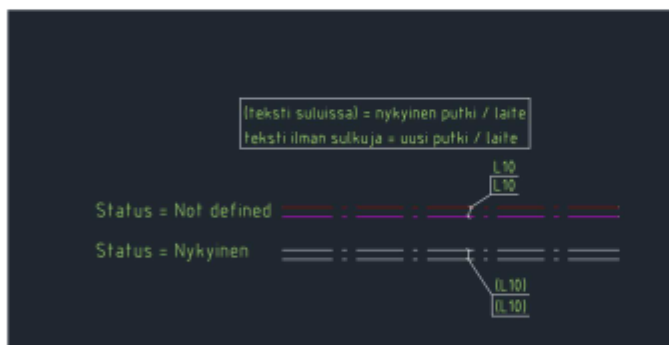 (teksti suluissa) = nykyinen putki / laite
teksti ilman sulkuja = uusi putki / laite
L10
L10
Status = Not defined
Status = Nykyinen
(L10)
(L10)